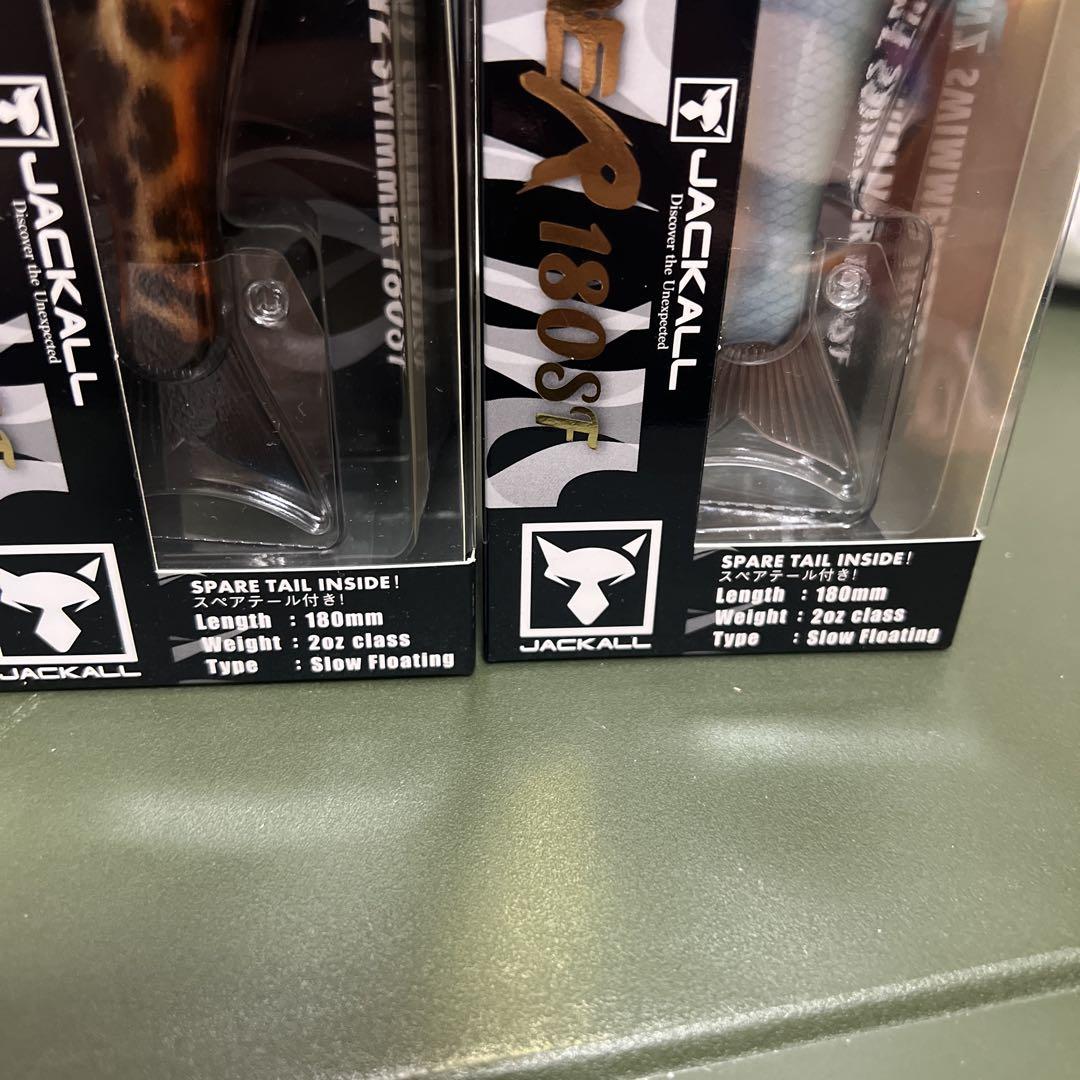 JACKALL
Discover the Unexpected
SWIMMER 180SF
JACKALL
SPARE TAIL INSIDE!
スペアテール付き!
Length : 180mm
Weight : 2oz class
Type : Slow Floating
180SF
JACKALL
Discover the Unexpected
JACKALL
SPARE TAIL INSIDE!
スペアテール付き!
Length : 180mm
Weight : 2oz class
Type : Slow Floating